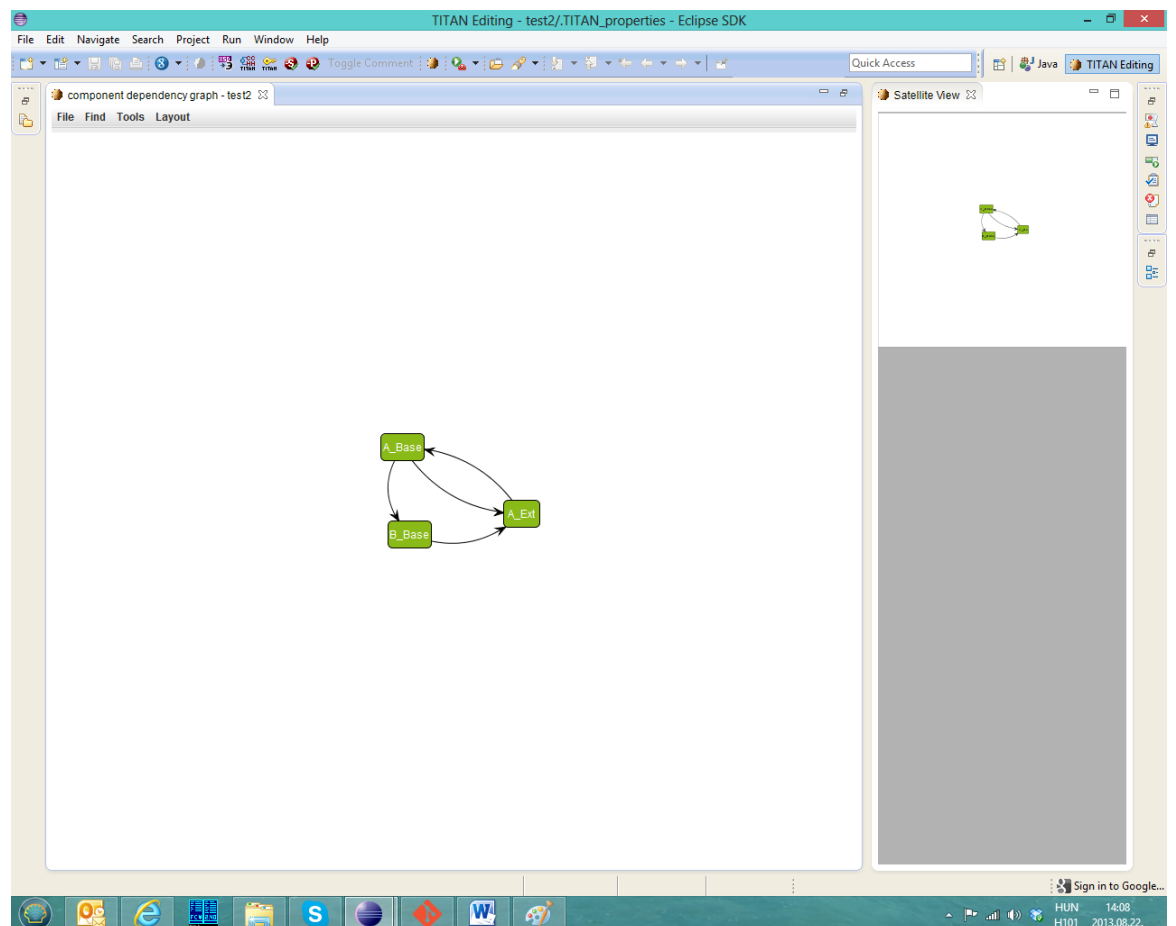 TITAN Editing - test2/.TITAN_properties - Eclipse SDK
File Edit Navigate Search Project Run Window Help
Toggle Comment
Quick Access
Java
TITAN Editing
component dependency graph - test2
Satellite View
File Find Tools Layout
A_Base
A_Ext
B_Base
Sign in to Google...
HUN 14:08
H101 2013.08.22.